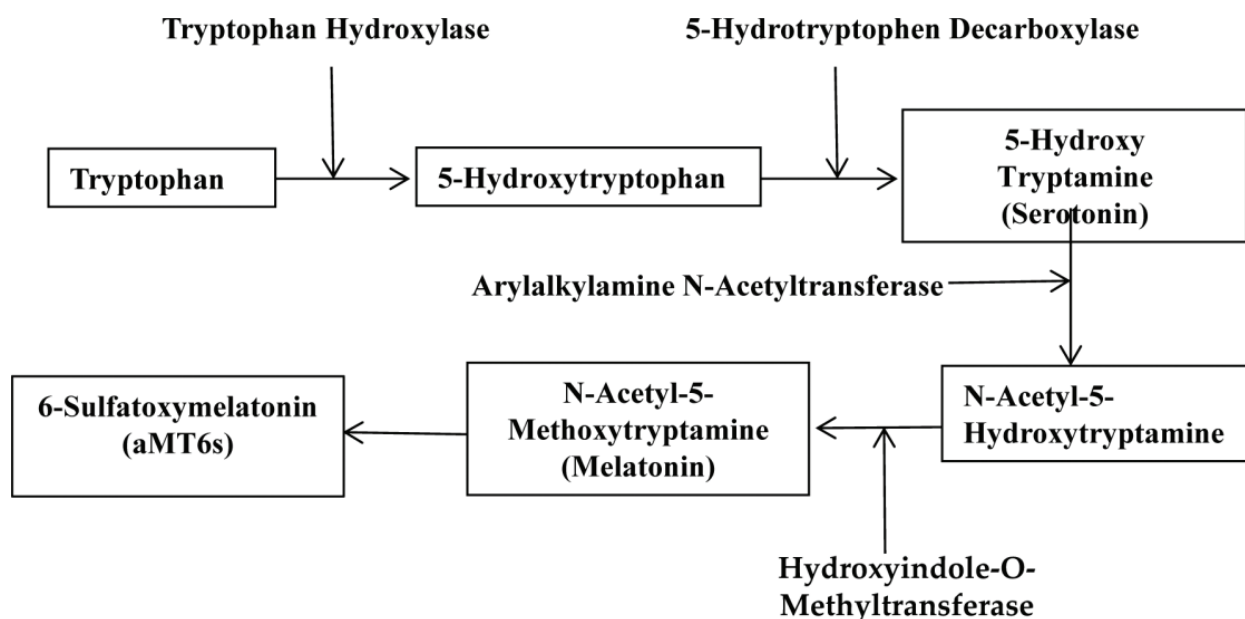 Tryptophan Hydroxylase
5-Hydrotryptophen Decarboxylase
Tryptophan
5-Hydroxytryptophan
5-Hydroxy
Tryptamine
(Serotonin)
Arylalkylamine N-Acetyltransferase
6-Sulfatoxymelatonin
(aMT6s)
N-Acetyl-5-
Methoxytryptamine
(Melatonin)
N-Acetyl-5-
Hydroxytryptamine
Hydroxyindole-O-
Methyltransferase